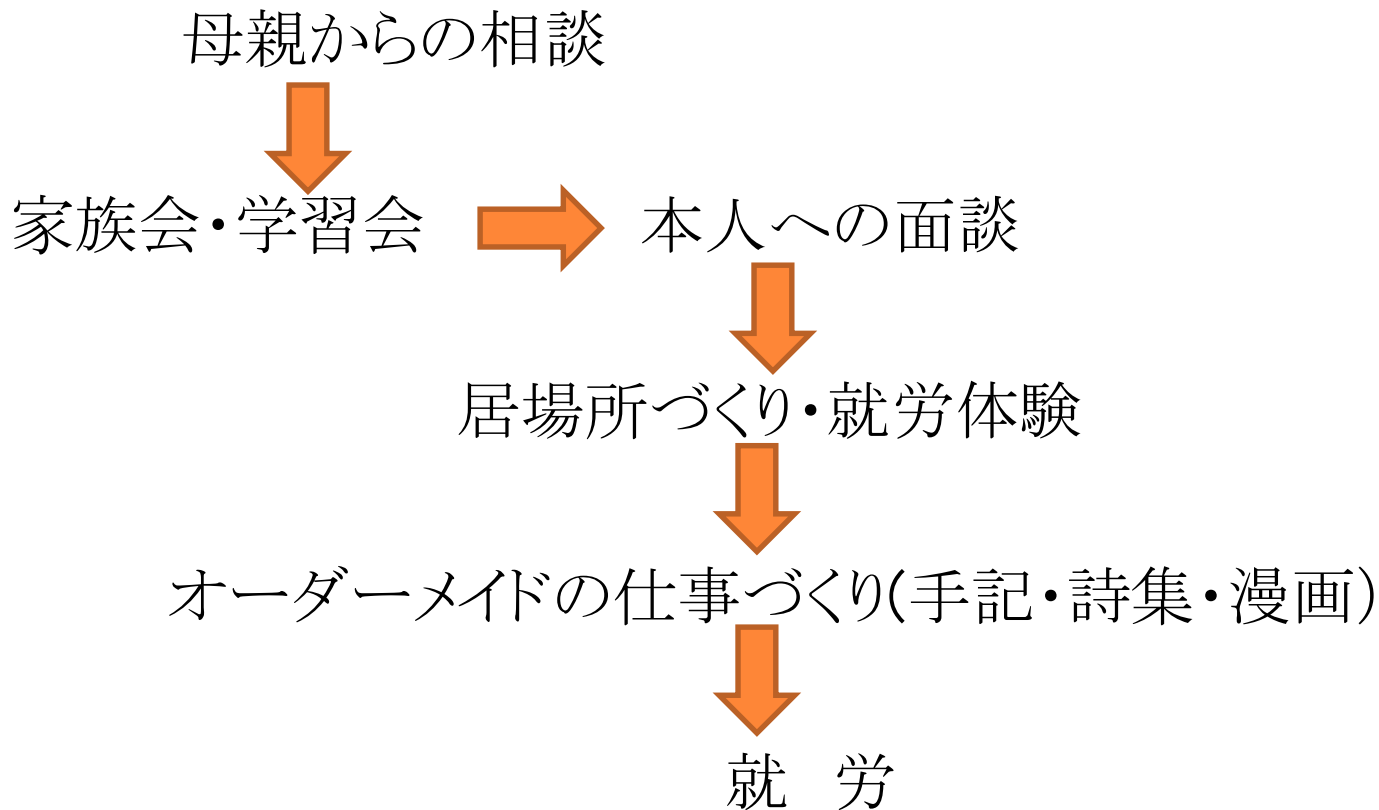 母親からの相談
家族会・学習会
本人への面談
居場所づくり・就労体験
オーダーメイドの仕事づくり(手記・詩集・漫画)
就　労